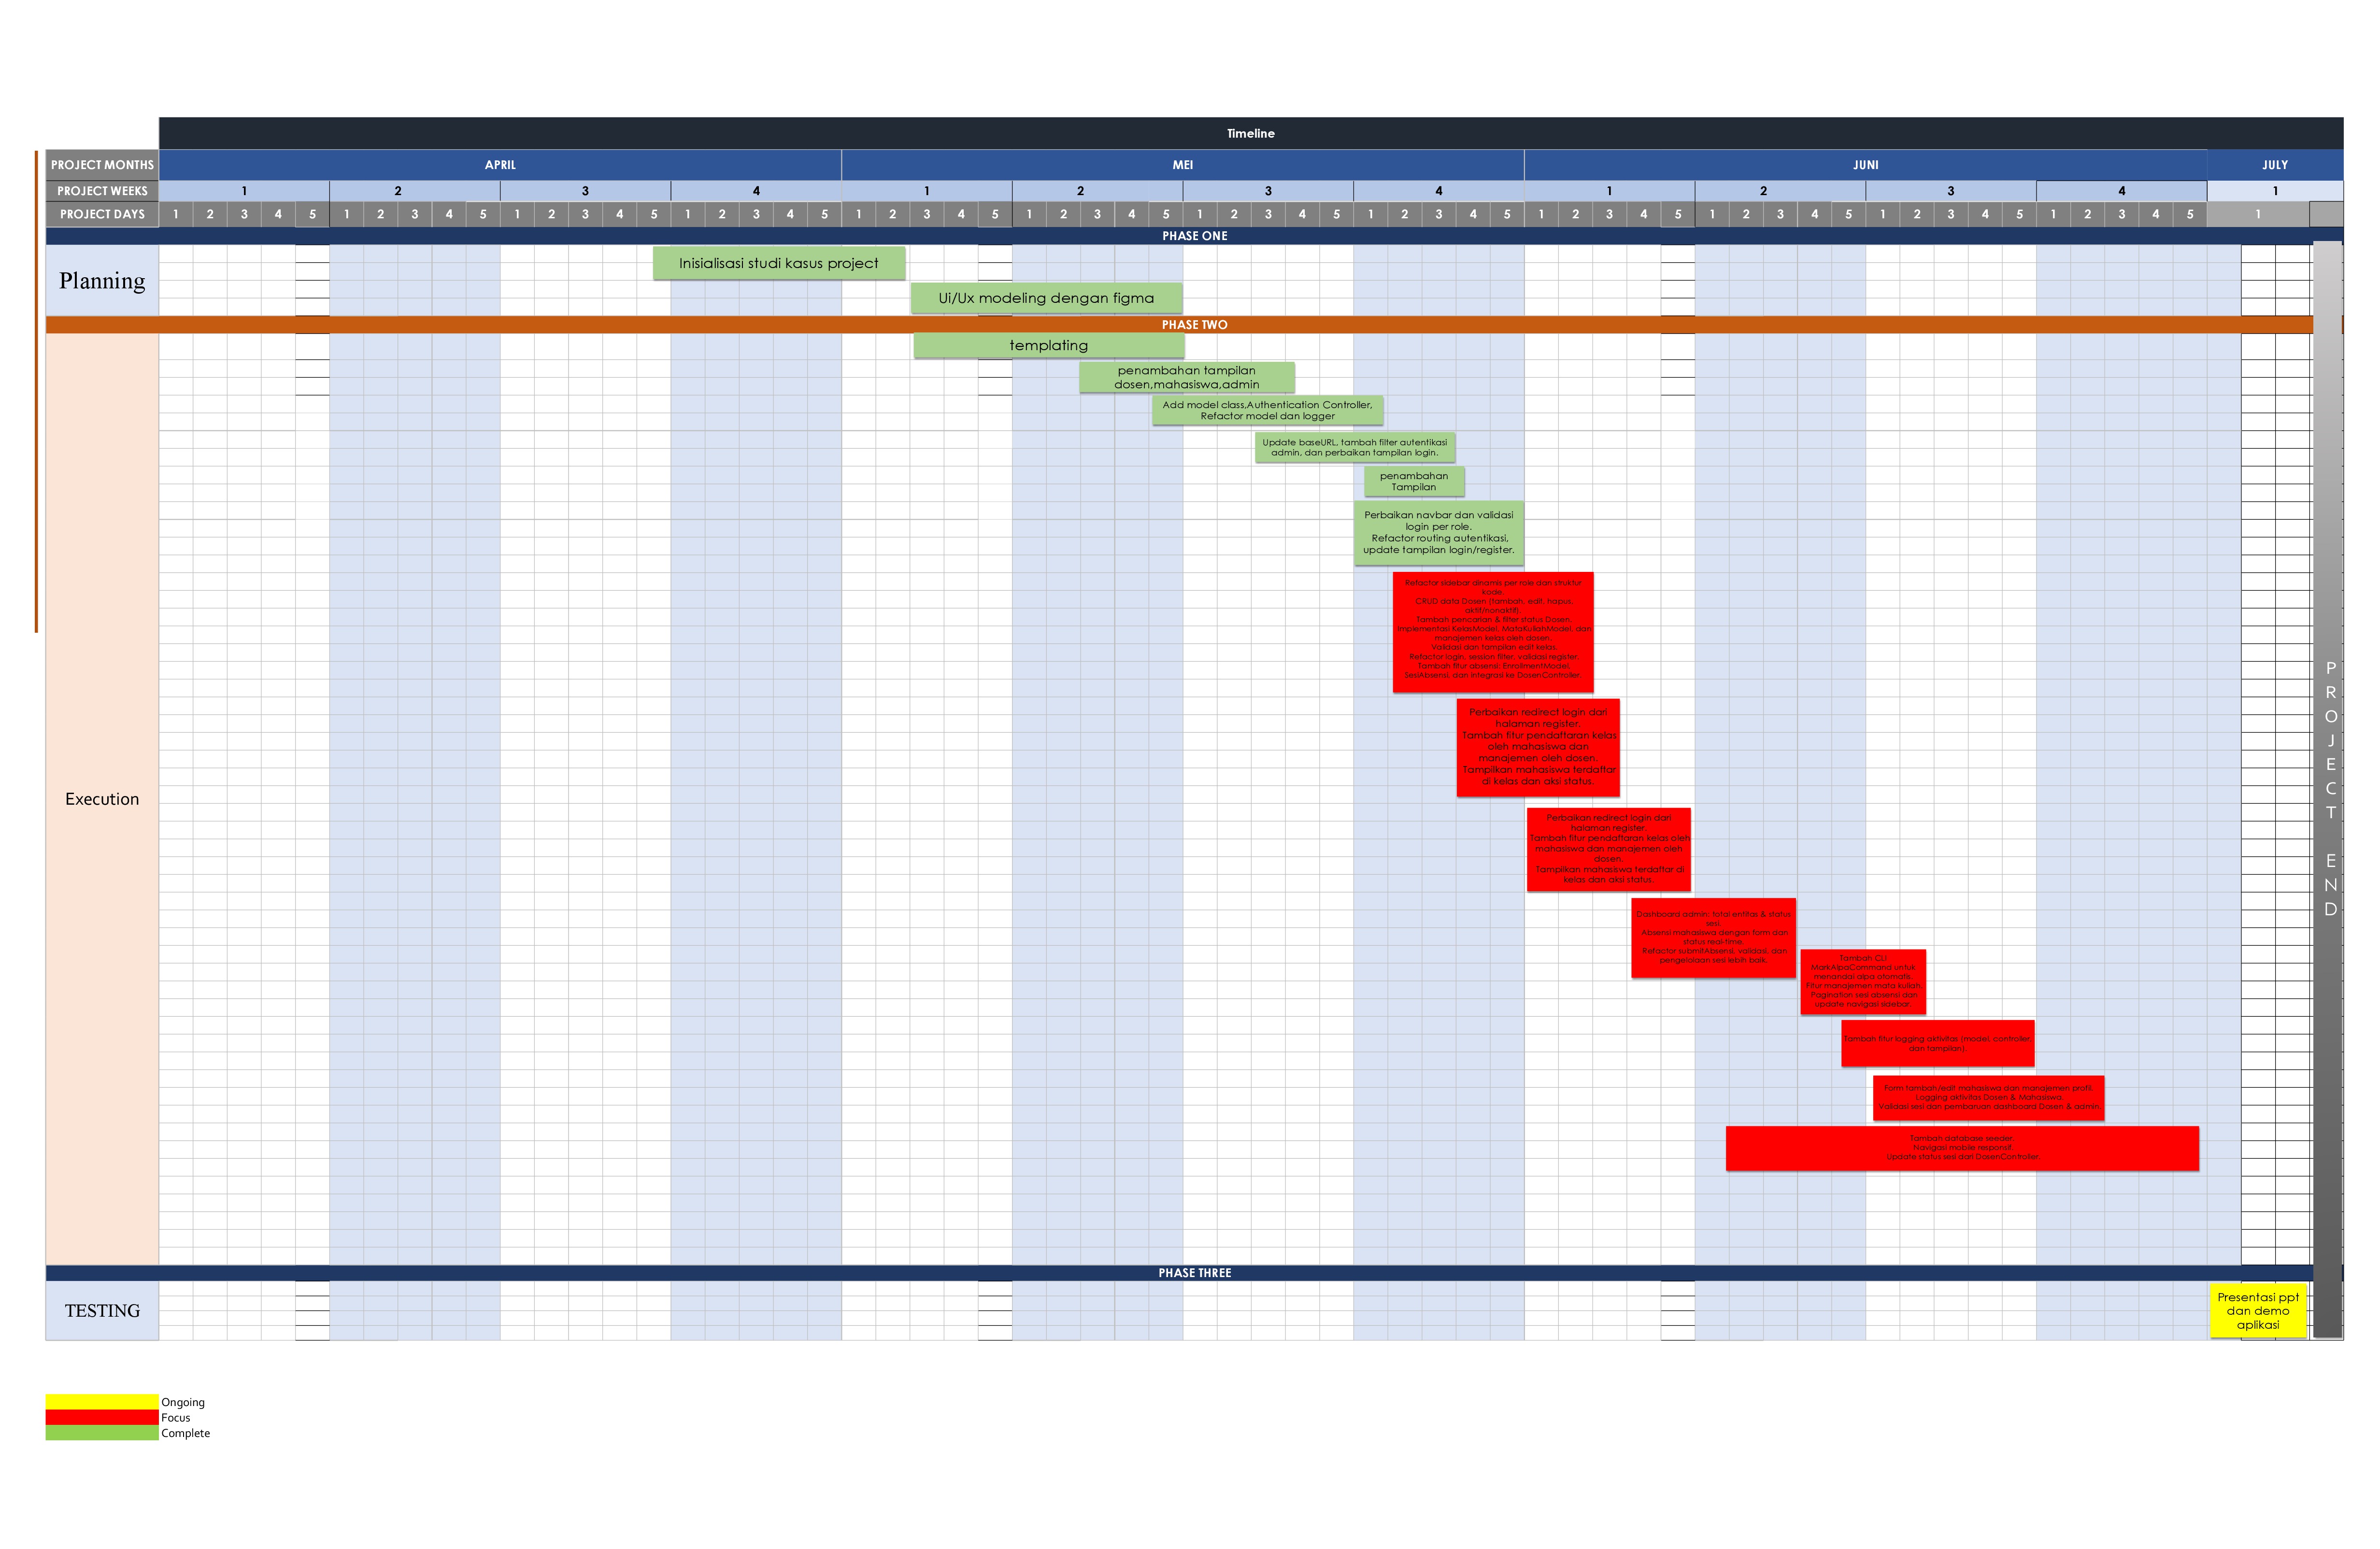 Timeline
PROJECT MONTHS APRIL MEI JUNI JULY
PROJECT WEEKS 1 2 3 4 1 2 3 4 1 2 3 4 1
PROJECT DAYS 1 2 3 4 5 1 2 3 4 5 1 2 3 4 5 1 2 3 4 5 1 2 3 4 5 1 2 3 4 5 1 2 3 4 5 1 2 3 4 5 1 2 3 4 5 1 2 3 4 5 1 2 3 4 5 1 2 3 4 5 1
PHASE ONE
Planning
Inisialisasi studi kasus project
Ui/Ux modeling dengan figma
PHASE TWO
Execution
templating
penambahan tampilan
dosen,mahasiswa,admin
Add model class,Authentication Controller,
Refactor model dan logger
Update baseURL, tambah filter autentikasi
admin, dan perbaikan tampilan login.
penambahan
Tampilan
Perbaikan navbar dan validasi
login per role.
Refactor routing autentikasi,
update tampilan login/register.
Refactor sidebar dinamis per role dan struktur
kode.
CRUD data Dosen (tambah, edit, hapus,
aktif/nonaktif).
Tambah pencarian & filter status Dosen.
Implementasi KelasModel, MataKuliahModel, dan
manajemen kelas oleh dosen.
Validasi dan tampilan edit kelas.
Refactor login, session filter, validasi register.
Tambah fitur absensi: EnrollmentModel,
SesiAbsensi, dan integrasi ke DosenController.
Perbaikan redirect login dari
halaman register.
Tambah fitur pendaftaran kelas
oleh mahasiswa dan
manajemen oleh dosen.
Tampilkan mahasiswa terdaftar
di kelas dan aksi status.
Perbaikan redirect login dari
halaman register.
Tambah fitur pendaftaran kelas oleh
mahasiswa dan manajemen oleh
dosen.
Tampilkan mahasiswa terdaftar di
kelas dan aksi status.
Dashboard admin: total entitas & status
sesi.
Absensi mahasiswa dengan form dan
status real-time.
Refactor submitAbsensi, validasi, dan
pengelolaan sesi lebih baik.
Tambah CLI
MarkAlpaCommand untuk
menandai alpa otomatis.
Fitur manajemen mata kuliah.
Pagination sesi absensi dan
update navigasi sidebar.
Tambah fitur logging aktivitas (model, controller,
dan tampilan).
Form tambah/edit mahasiswa dan manajemen profil.
Logging aktivitas Dosen & Mahasiswa
Validasi sesi dan pembaruan dashboard Dosen & admin.
Tambah database seeder.
Navigasi mobile responsif.
Update status sesi dari DosenController.
PROJECT END
PHASE THREE
TESTING
Presentasi ppt
dan demo
aplikasi
Ongoing
Focus
Complete